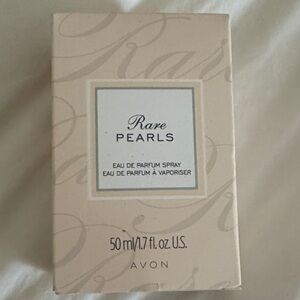 Rare
PEARLS
EAU DE PARFUM SPRAY
EAU DE PARFUM À VAPORISER
50 ml/1.7 fl. oz. U.S.
AVON